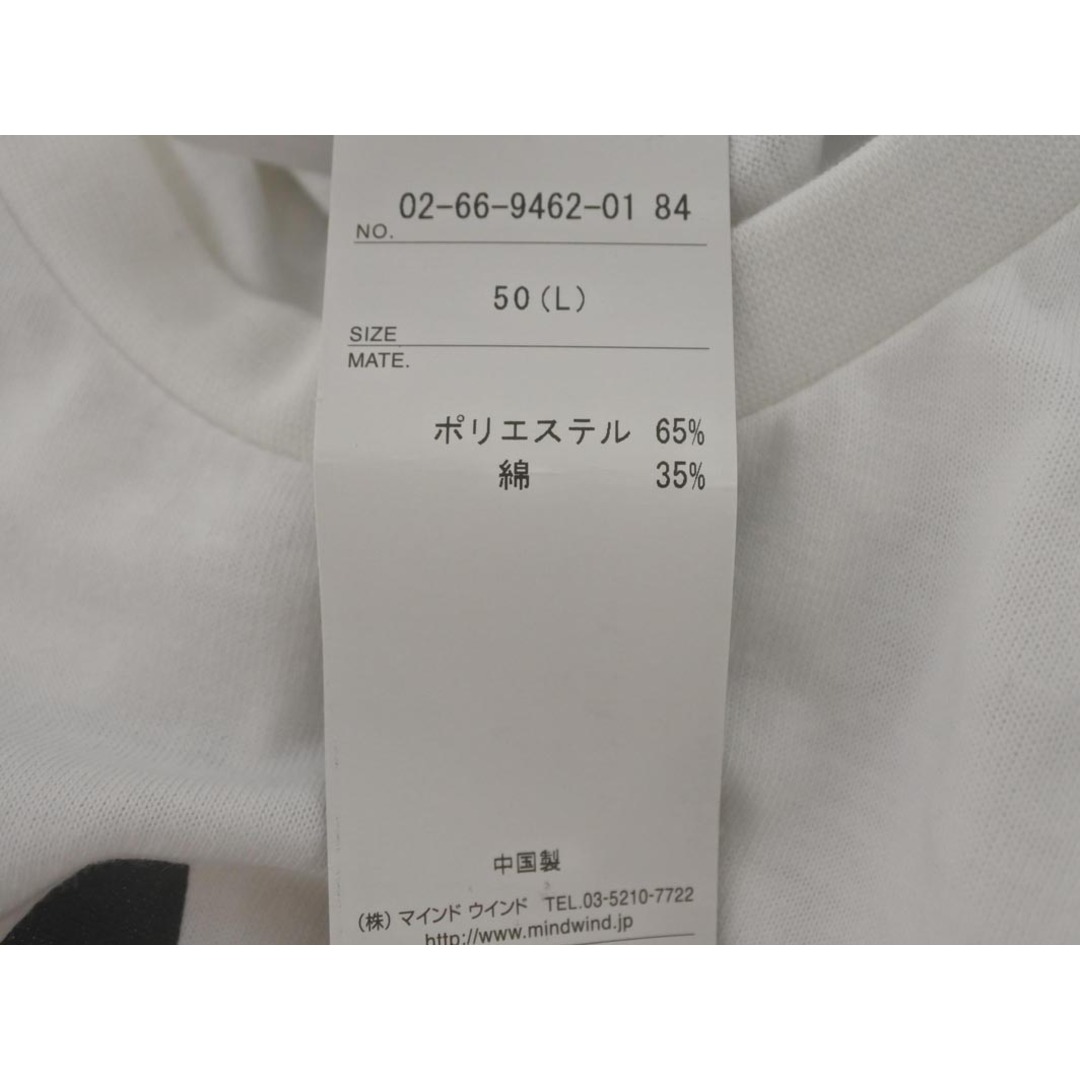 02-66-9462-01 84
NO.
50(L)
SIZE
MATE.
ポリエステル 65%
綿 35%
中国製
(株) マインド ウインド TEL.03-5210-7722
http://www.mindwind.jp